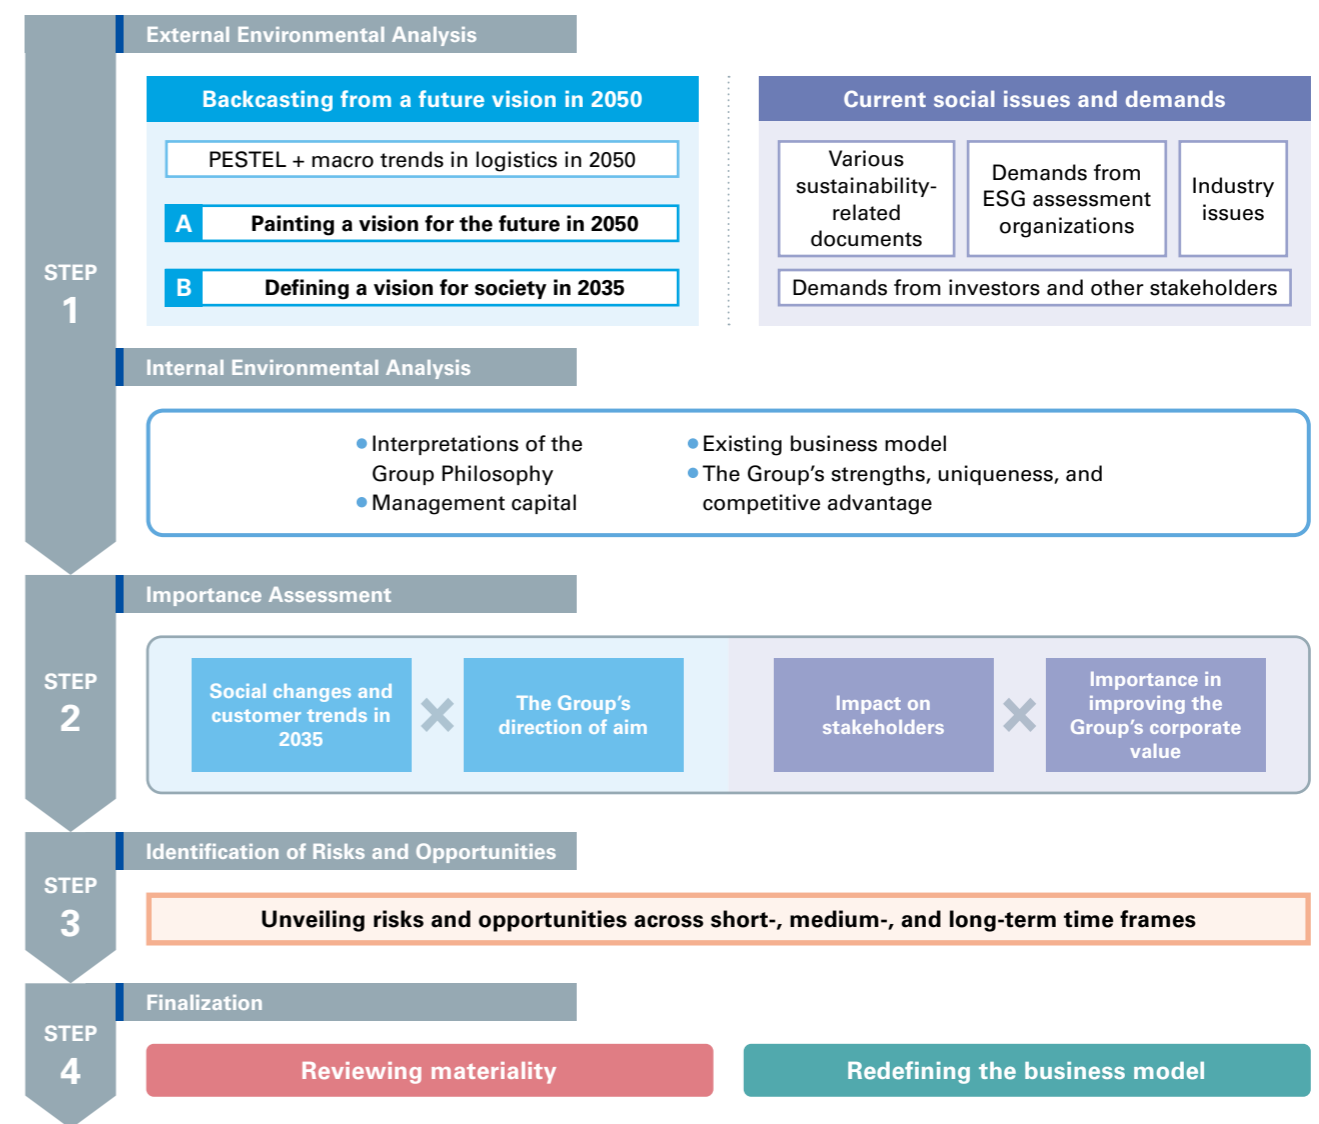 STEP
1
External Environmental Analysis
Backcasting from a future vision in 2050
PESTEL + macro trends in logistics in 2050
A Painting a vision for the future in 2050
B Defining a vision for society in 2035
Current social issues and demands
Various
sustainability-
related
documents
Demands from
ESG assessment
organizations
Industry
issues
Demands from investors and other stakeholders
Internal Environmental Analysis
● Interpretations of the
Group Philosophy
● Management capital
● Existing business model
● The Group's strengths, uniqueness, and
competitive advantage
STEP
2
Importance Assessment
Social changes and
customer trends in
2035
×
The Group's
direction of aim
Impact on
stakeholders
×
Importance in
improving the
Group's corporate
value
STEP
3
Identification of Risks and Opportunities
Unveiling risks and opportunities across short-, medium-, and long-term time frames
STEP
4
Finalization
Reviewing materiality
Redefining the business model